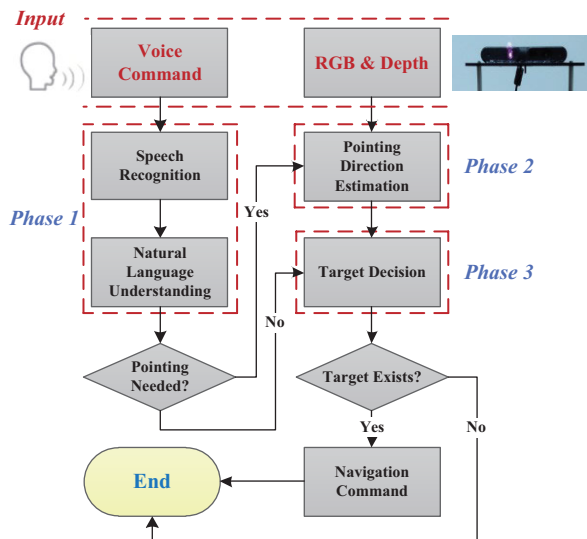 Input
Voice
Command
RGB & Depth
Speech
Recognition
Pointing
Direction
Estimation
Phase 2
Yes
Phase 1
Natural
Language
Understanding
Target Decision
Phase 3
No
Pointing
Needed?
Target Exists?
Yes
No
End
Navigation
Command